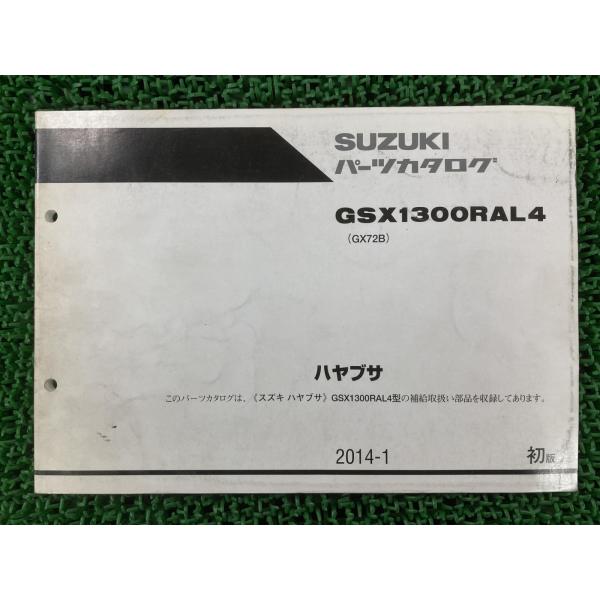 SUZUKI
パーツカタログ
GSX1300RAL4
(GX72B)
ハヤブサ
このパーツカタログは、《スズキ ハヤブサ》GSX1300RAL4型の補給取扱い部品を収録してあります。
2014-1
初版